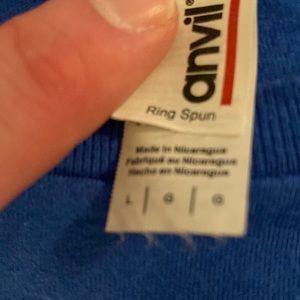 anvil
Ring Spun
Made in Nicaragua
Fabriqué au Nicaragua
Hecho en Nicaragua
L | G | G